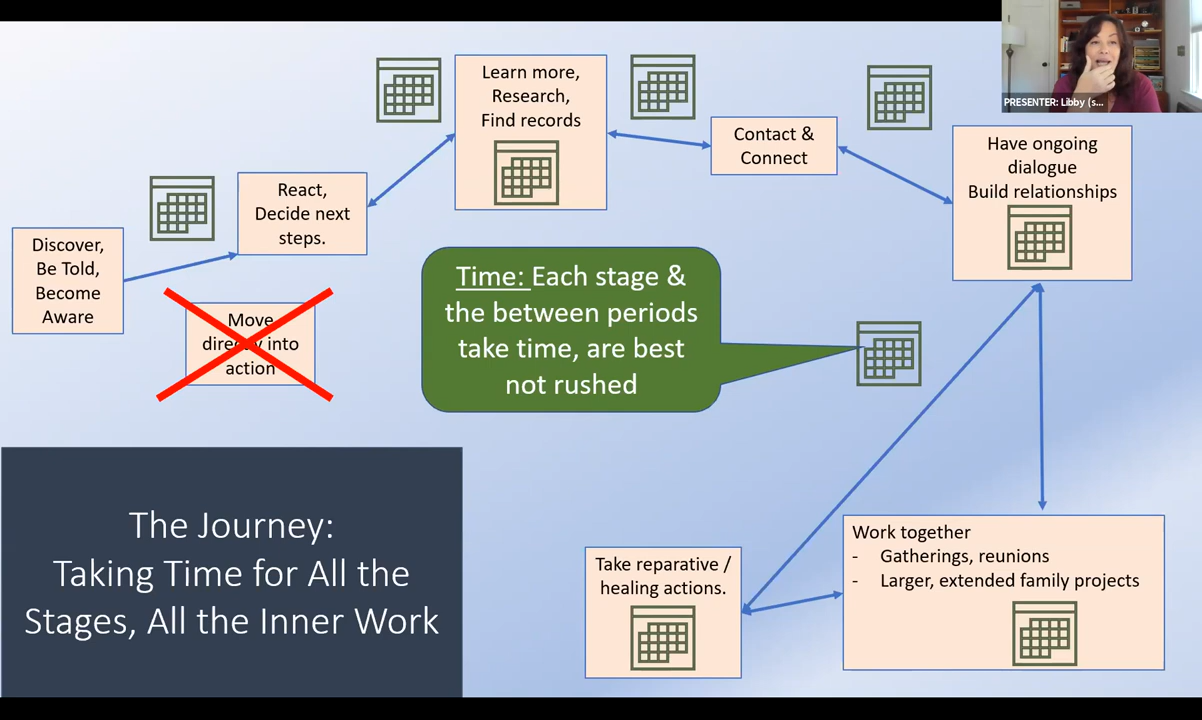 PRESENTER: Libby (s...
Discover,
Be Told,
Become
Aware
React,
Decide next
steps.
Learn more,
Research,
Find records
Contact &
Connect
Have ongoing
dialogue
Build relationships
Move
directly into
action
Time: Each stage &
the between periods
take time, are best
not rushed
The Journey:
Taking Time for All the
Stages, All the Inner Work
Take reparative /
healing actions.
Work together
- Gatherings, reunions
- Larger, extended family projects